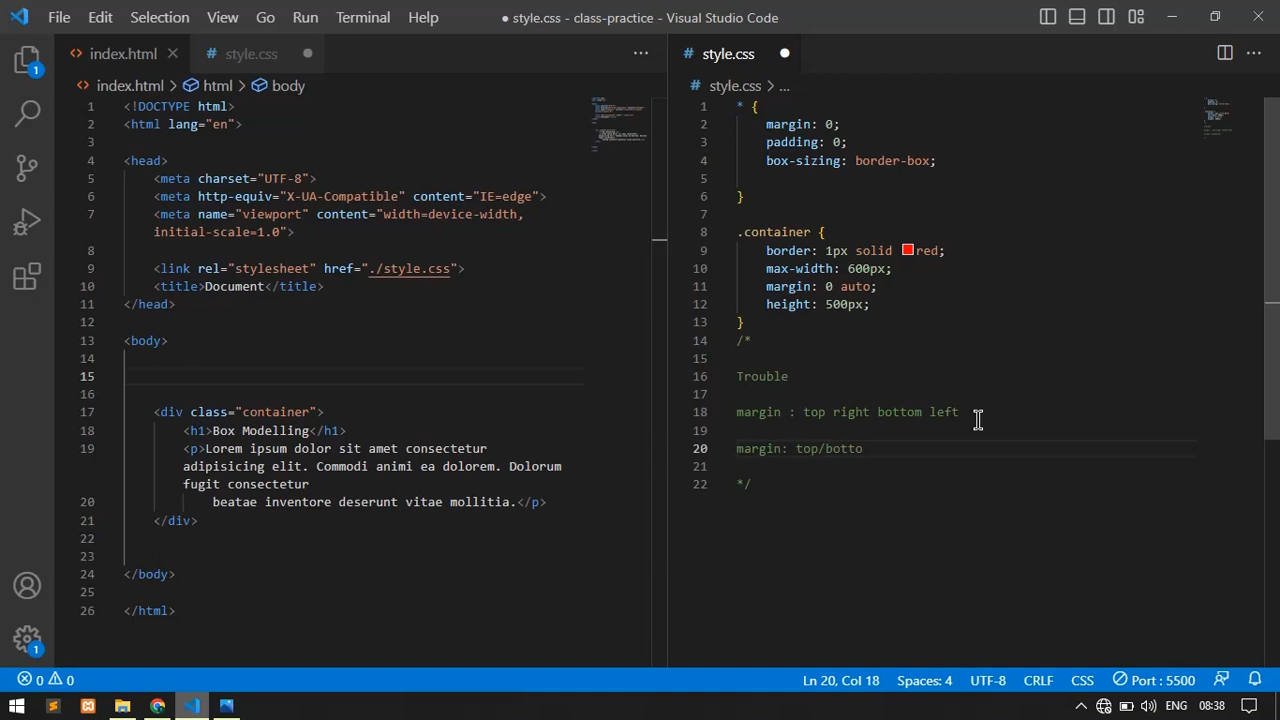 File Edit Selection View Go Run Terminal Help
● style.css - class-practice - Visual Studio Code
index.html
# style.css
index.html > html > body
1 <!DOCTYPE html>
2 <html lang="en">
3
4 <head>
5 <meta charset="UTF-8">
6 <meta http-equiv="X-UA-Compatible" content="IE=edge">
7 <meta name="viewport" content="width=device-width,
initial-scale=1.0">
8
9 <link rel="stylesheet" href="./style.css">
10 <title>Document</title>
11 </head>
12
13 <body>
14
15
16
17 <div class="container">
18 <h1>Box Modelling</h1>
19 <p>Lorem ipsum dolor sit amet consectetur
adipisicing elit. Commodi animi ea dolorem. Dolorum
fugit consectetur
20 beatae inventore deserunt vitae mollitia.</p>
21 </div>
22
23
24 </body>
25
26 </html>
# style.css
# style.css > ...
1 * {
2 margin: 0;
3 padding: 0;
4 box-sizing: border-box;
5
6 }
7
8 .container {
9 border: 1px solid red;
10 max-width: 600px;
11 margin: 0 auto;
12 height: 500px;
13 }
14 /*
15
16 Trouble
17
18 margin : top right bottom left
19
20 margin: top/botto
21
22 */
1
1
0 0
Ln 20, Col 18
Spaces: 4
UTF-8
CRLF
CSS
Port : 5500
ENG
08:38